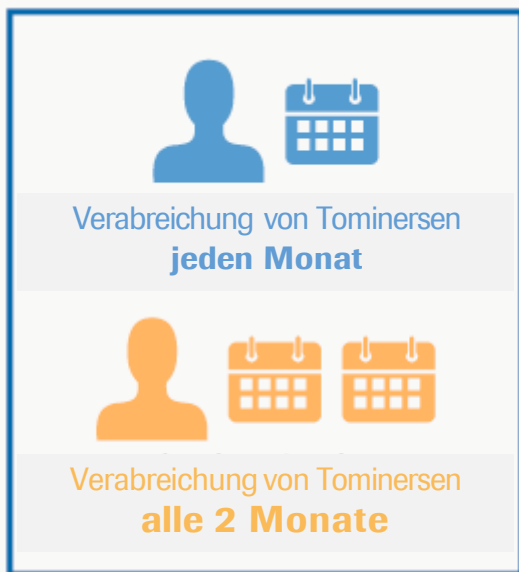 Verabreichung von Tominersen
jeden Monat
Verabreichung von Tominersen
alle 2 Monate